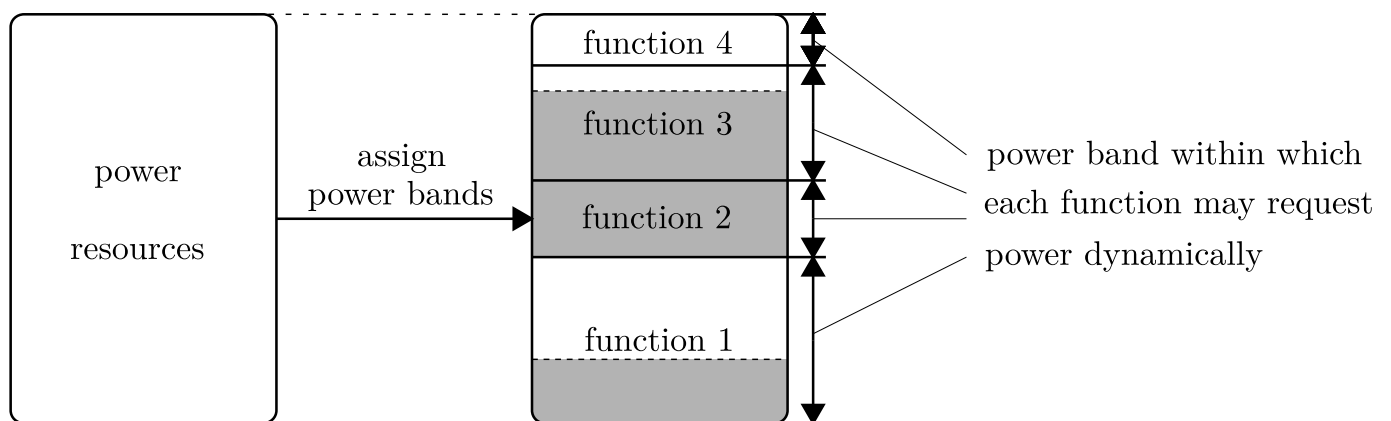 power
resources
assign
power bands
function 4
function 3
function 2
function 1
power band within which
each function may request
power dynamically